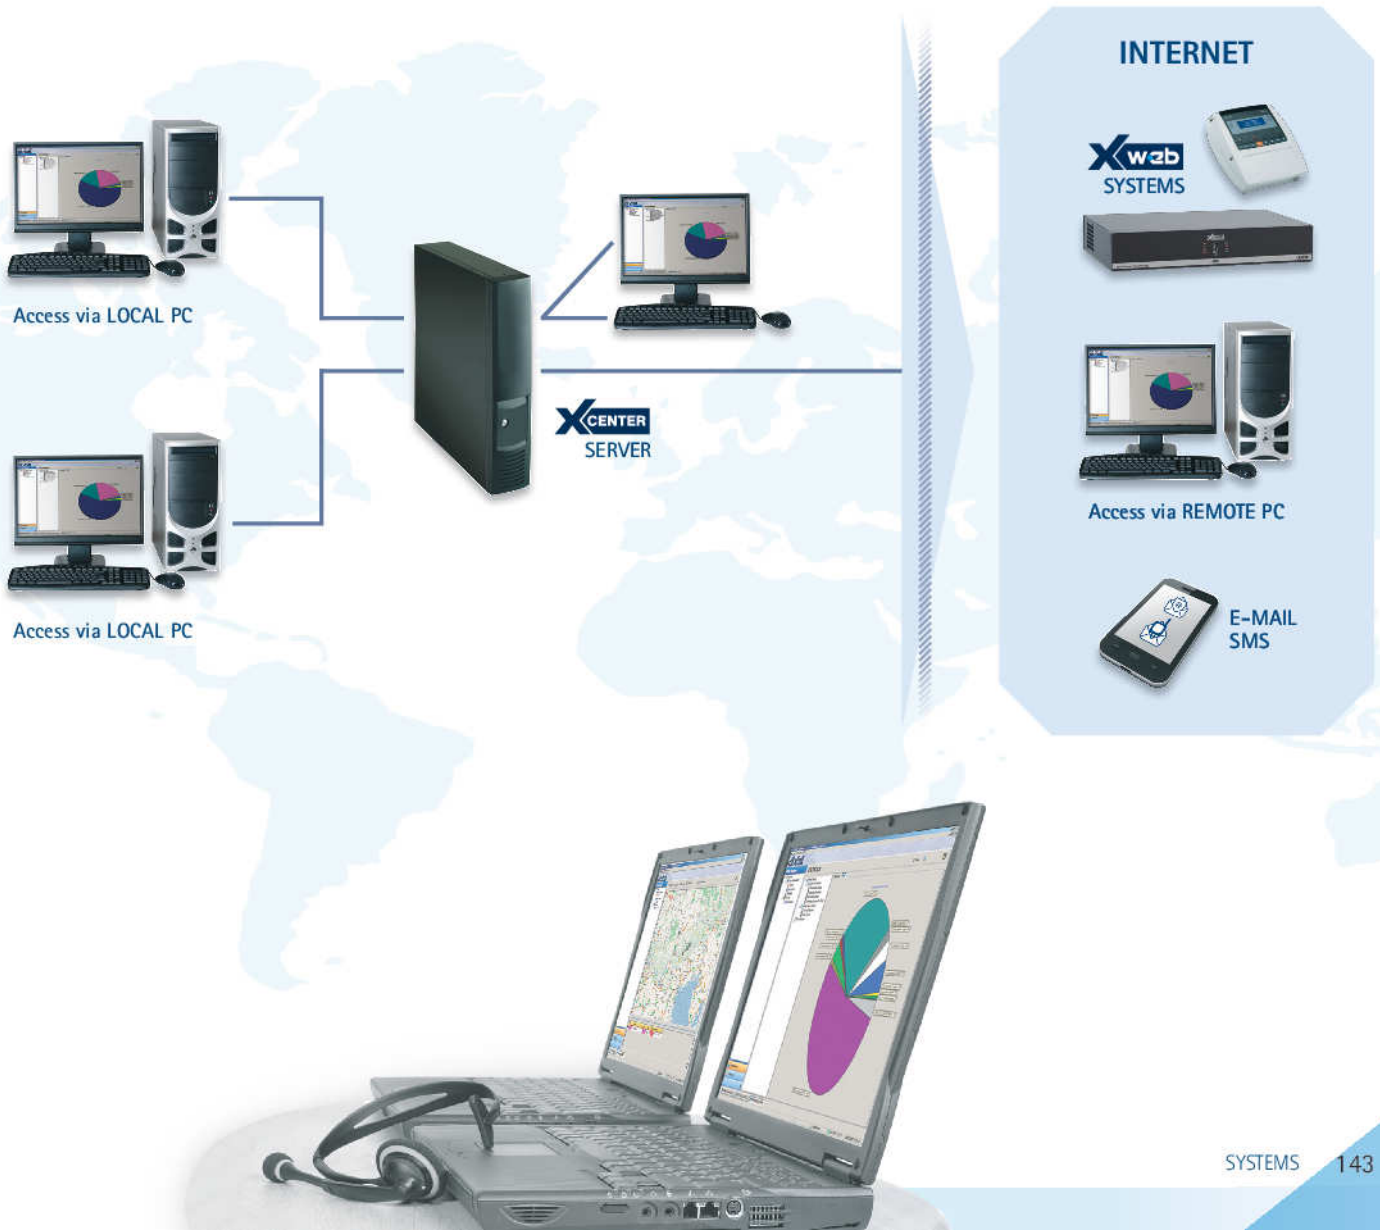 INTERNET
Xweb
SYSTEMS
Access via LOCAL PC
XCENTER
SERVER
Access via REMOTE PC
E-MAIL
SMS
Access via LOCAL PC
SYSTEMS 143